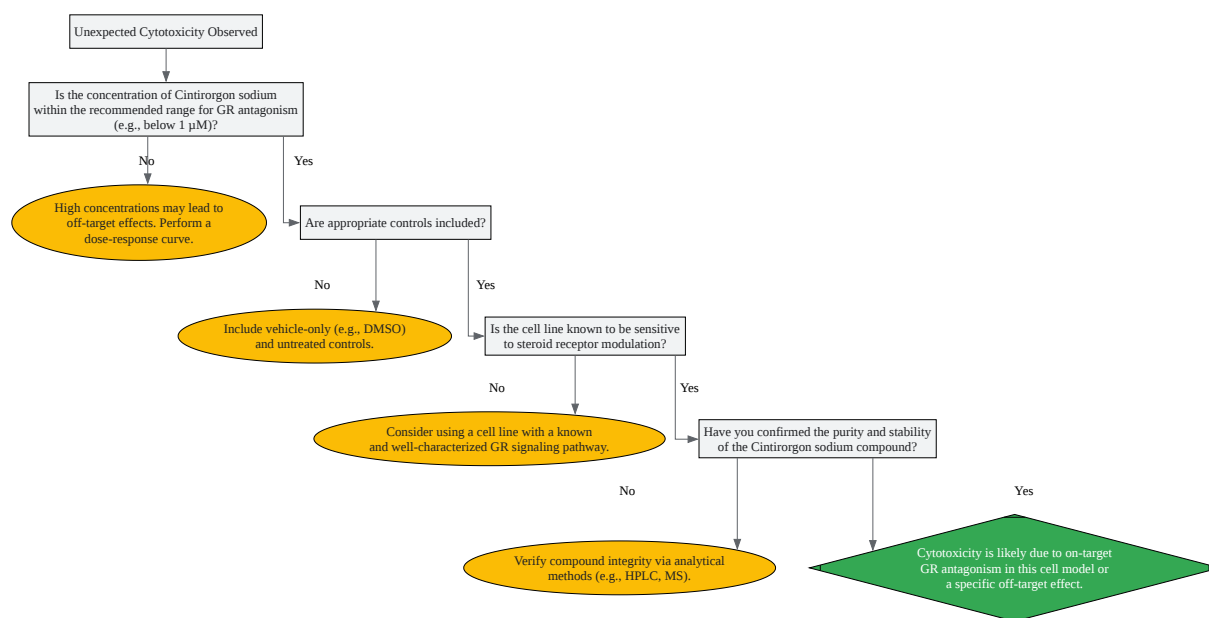 Unexpected Cytotoxicity Observed
Is the concentration of Cintirorgon sodium
within the recommended range for GR antagonism
(e.g., below 1 µM)?
No
Yes
High concentrations may lead to
off-target effects. Perform a
dose-response curve.
Are appropriate controls included?
No
Yes
Include vehicle-only (e.g., DMSO)
and untreated controls.
Is the cell line known to be sensitive
to steroid receptor modulation?
No
Yes
Consider using a cell line with a known
and well-characterized GR signaling pathway.
Have you confirmed the purity and stability
of the Cintirorgon sodium compound?
No
Yes
Verify compound integrity via analytical
methods (e.g., HPLC, MS).
Cytotoxicity is likely due to on-target
GR antagonism in this cell model or
a specific off-target effect.